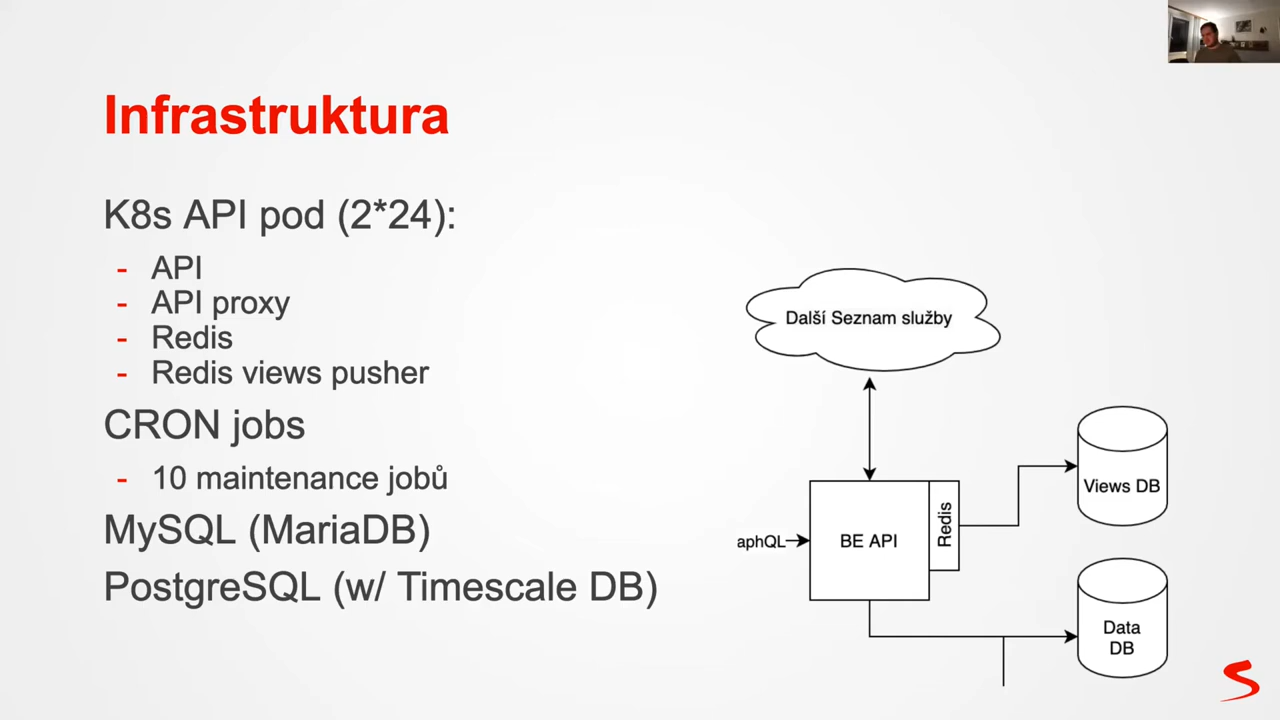 Infrastruktura
K8s API pod (2*24):
- API
- API proxy
- Redis
- Redis views pusher
CRON jobs
- 10 maintenance jobů
MySQL (MariaDB)
PostgreSQL (w/ Timescale DB)
Další Seznam služby
Views DB
Redis
aphQL
BE API
Data
DB